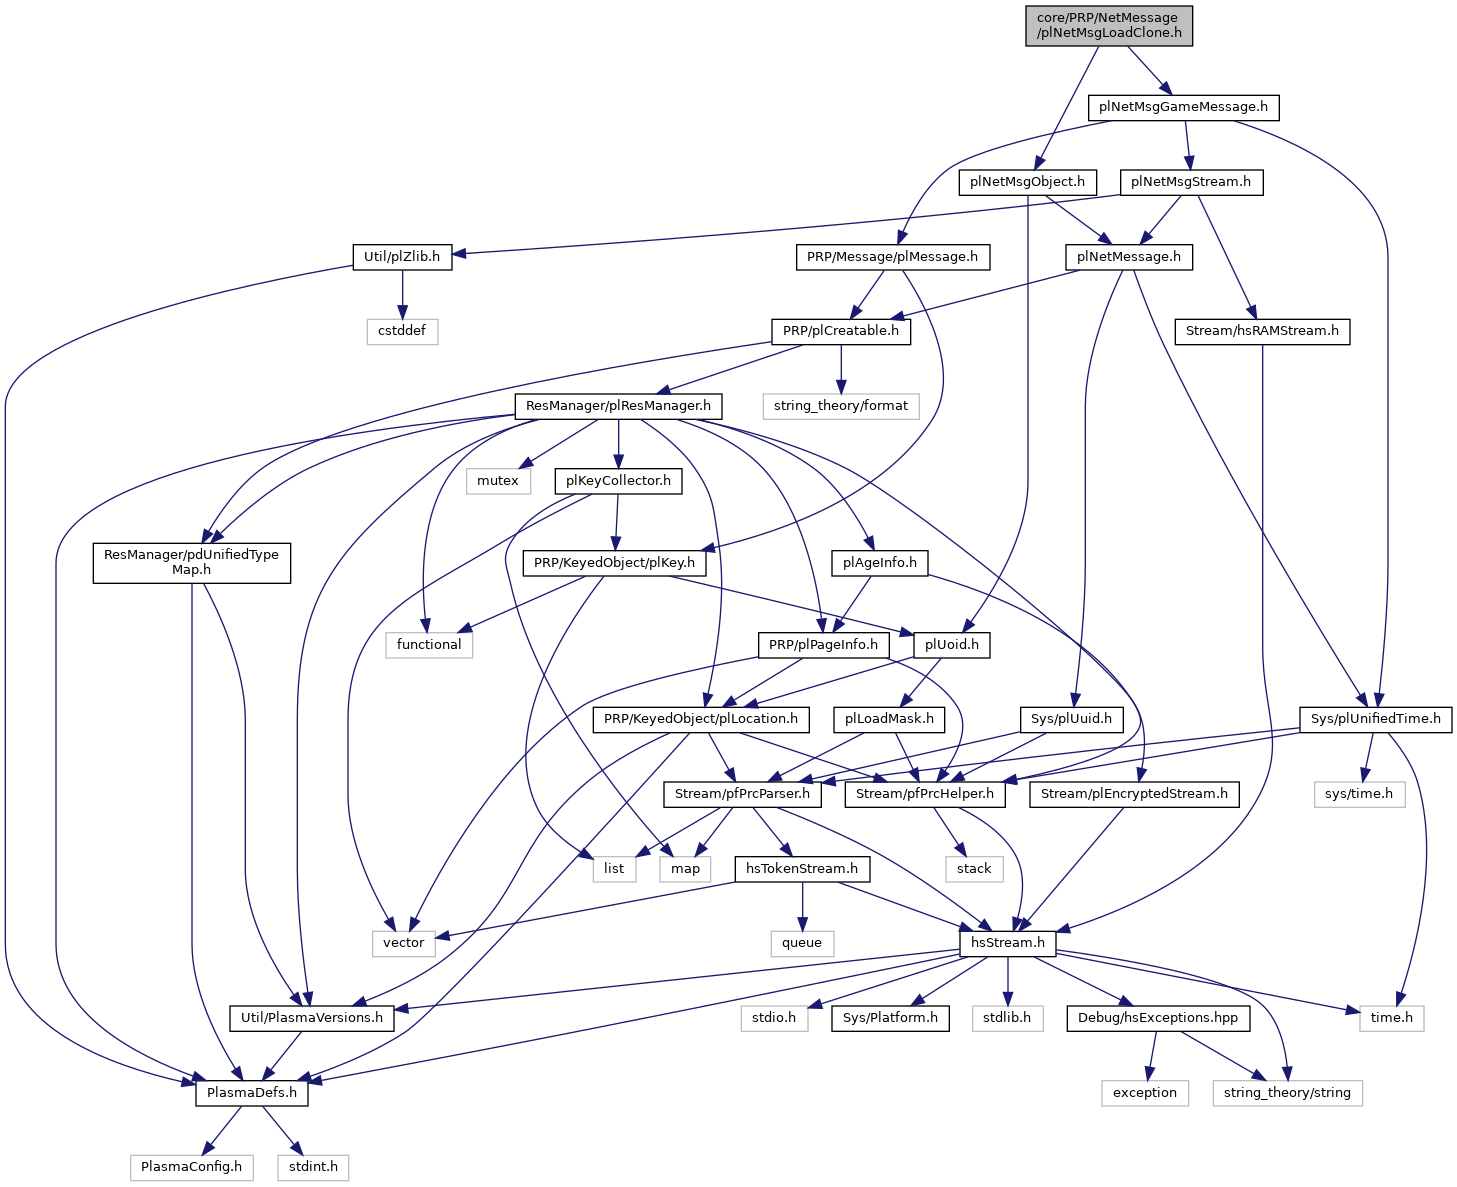 core/PRP/NetMessage
/plNetMsgLoadClone.h
plNetMsgGameMessage.h
plNetMsgObject.h
plNetMsgStream.h
Util/plZlib.h
PRP/Message/plMessage.h
plNetMessage.h
cstddef
PRP/plCreatable.h
Stream/hsRAMStream.h
ResManager/plResManager.h
string_theory/format
mutex
plKeyCollector.h
ResManager/pdUnifiedType
Map.h
PRP/KeyedObject/plKey.h
plAgeInfo.h
functional
PRP/plPageInfo.h
plUoid.h
PRP/KeyedObject/plLocation.h
plLoadMask.h
Sys/plUuid.h
Sys/plUnifiedTime.h
Stream/pfPrcParser.h
Stream/pfPrcHelper.h
Stream/plEncryptedStream.h
sys/time.h
list
map
hsTokenStream.h
stack
vector
queue
hsStream.h
Util/PlasmaVersions.h
stdio.h
Sys/Platform.h
stdlib.h
Debug/hsExceptions.hpp
time.h
PlasmaDefs.h
exception
string_theory/string
PlasmaConfig.h
stdint.h